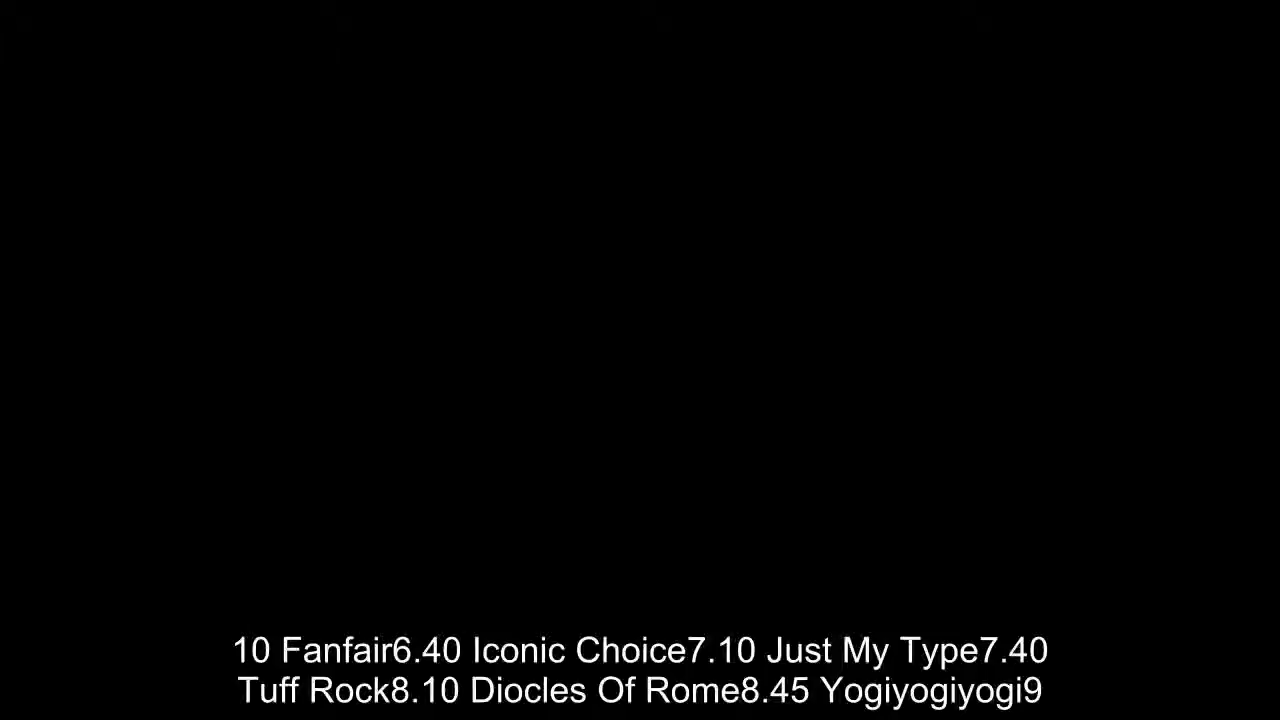 10 Fanfair6.40 Iconic Choice7.10 Just My Type7.40
Tuff Rock8.10 Diocles Of Rome8.45 Yogiyogiyogi9